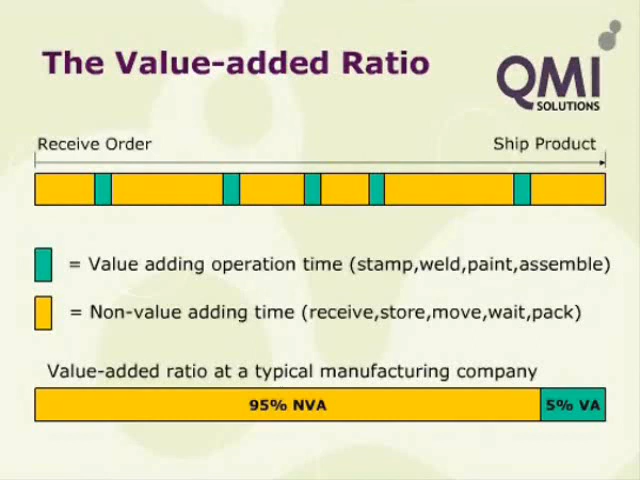 The Value-added Ratio
QMI
SOLUTIONS
Receive Order
Ship Product
= Value adding operation time (stamp,weld,paint,assemble)
= Non-value adding time (receive,store,move,wait,pack)
Value-added ratio at a typical manufacturing company
95% NVA
5% VA